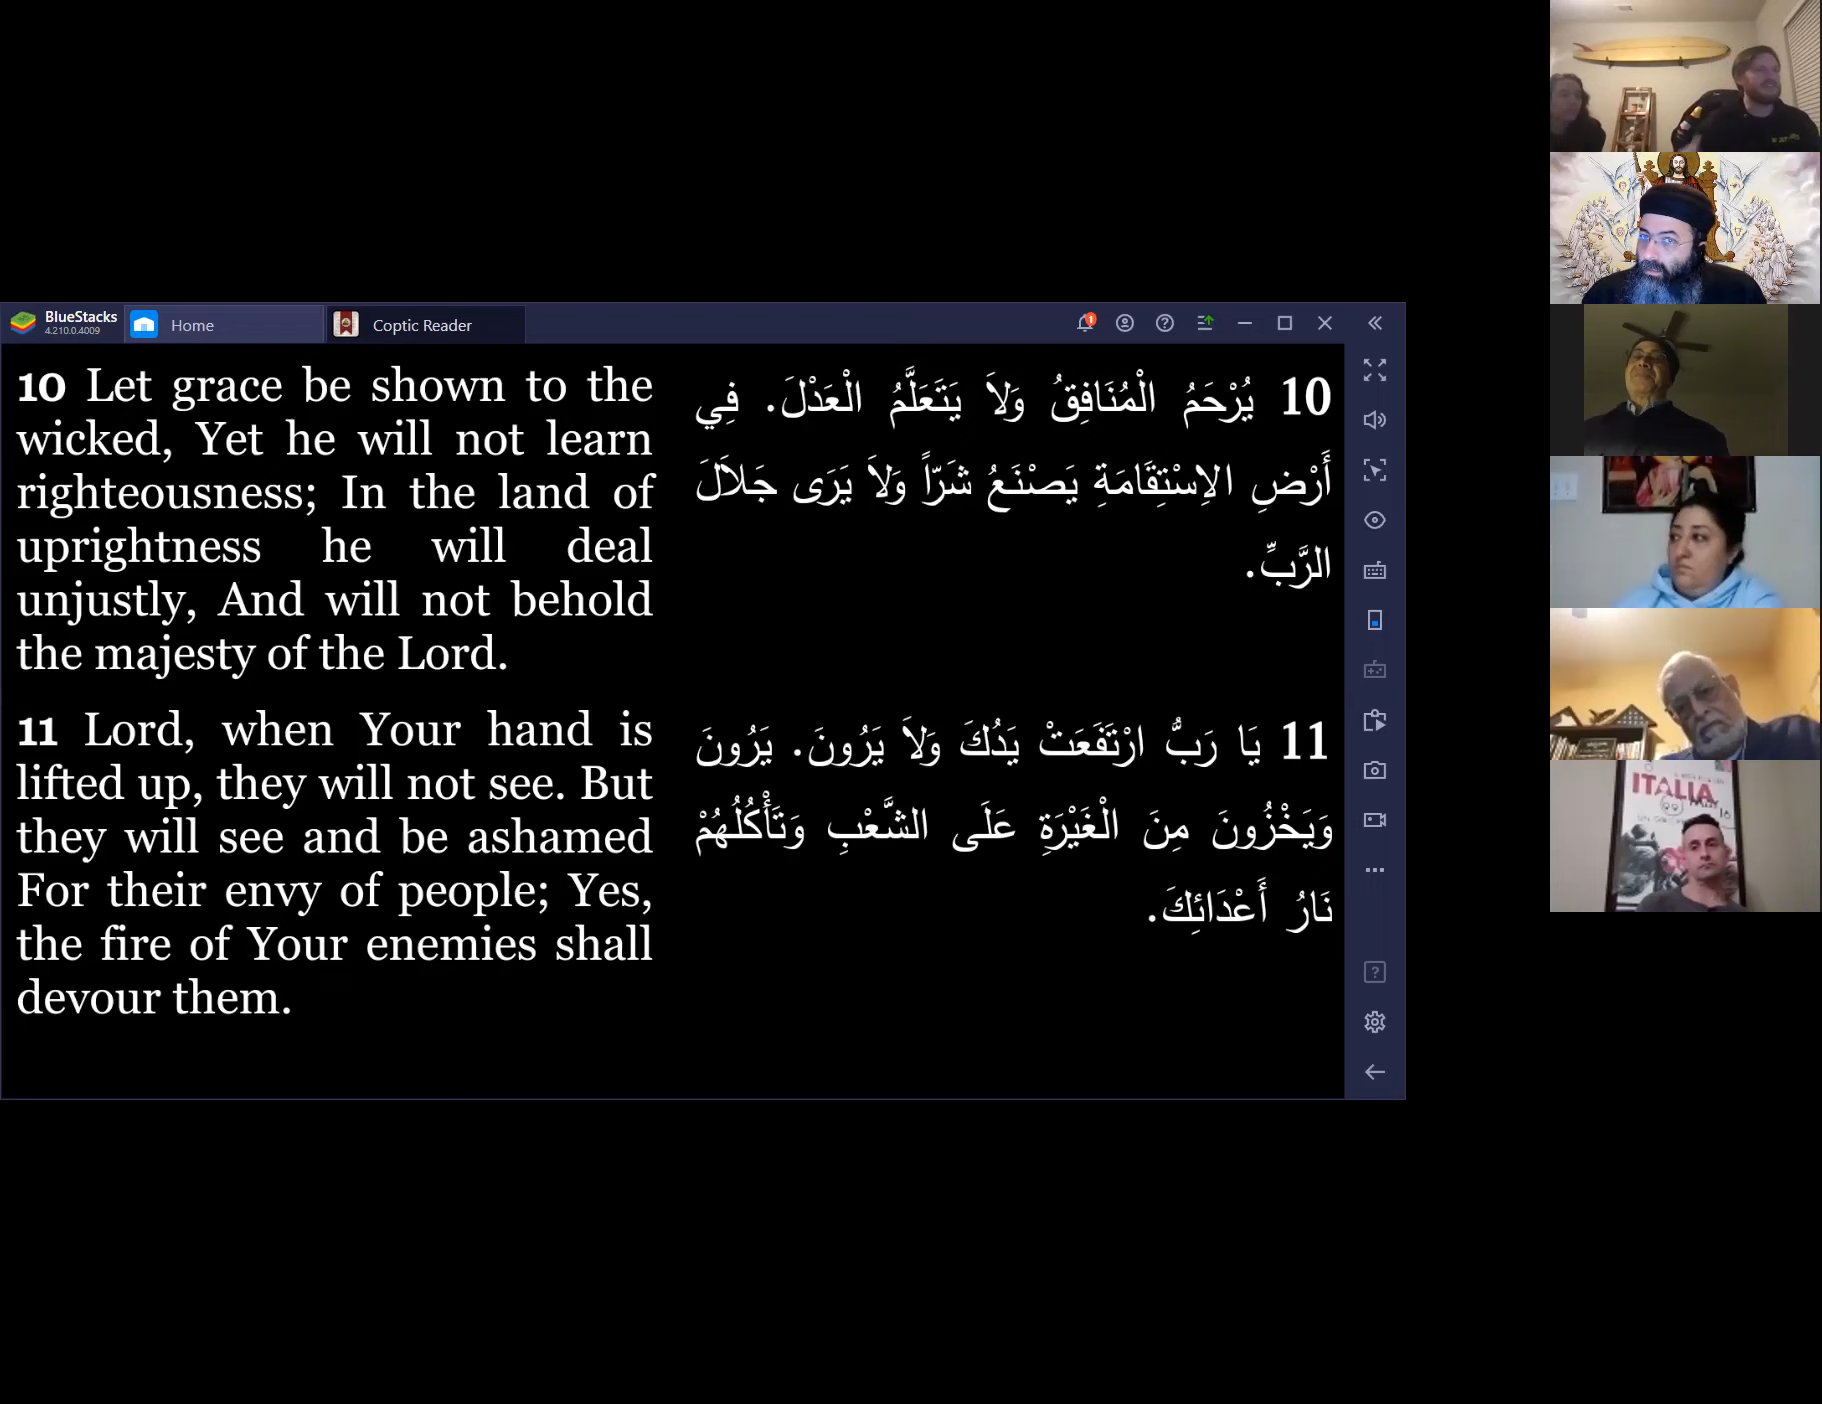 BlueStacks
4.210.0.4009
Home
Coptic Reader
1
10 Let grace be shown to the
wicked, Yet he will not learn
righteousness; In the land of
uprightness he will deal
unjustly, And will not behold
the majesty of the Lord.
11 Lord, when Your hand is
lifted up, they will not see. But
they will see and be ashamed
For their envy of people; Yes,
the fire of Your enemies shall
devour them.
10 يُرْحَمُ الْمُنَافِقُ وَلاَ يَتَعَلَّمُ الْعَدْلَ. فِي
أَرْضِ الاِسْتِقَامَةِ يَصْنَعُ شَرّاً وَلاَ يَرَى جَلاَلَ
الرَّبِّ.
11 يَا رَبُّ ارْتَفَعَتْ يَدُكَ وَلاَ يَرُونَ. يَرُونَ
وَيَخْزُونَ مِنَ الْغَيْرَةِ عَلَى الشَّعْبِ وَتَأْكُلُهُمْ
نَارُ أَعْدَائِكَ.
ITALIA